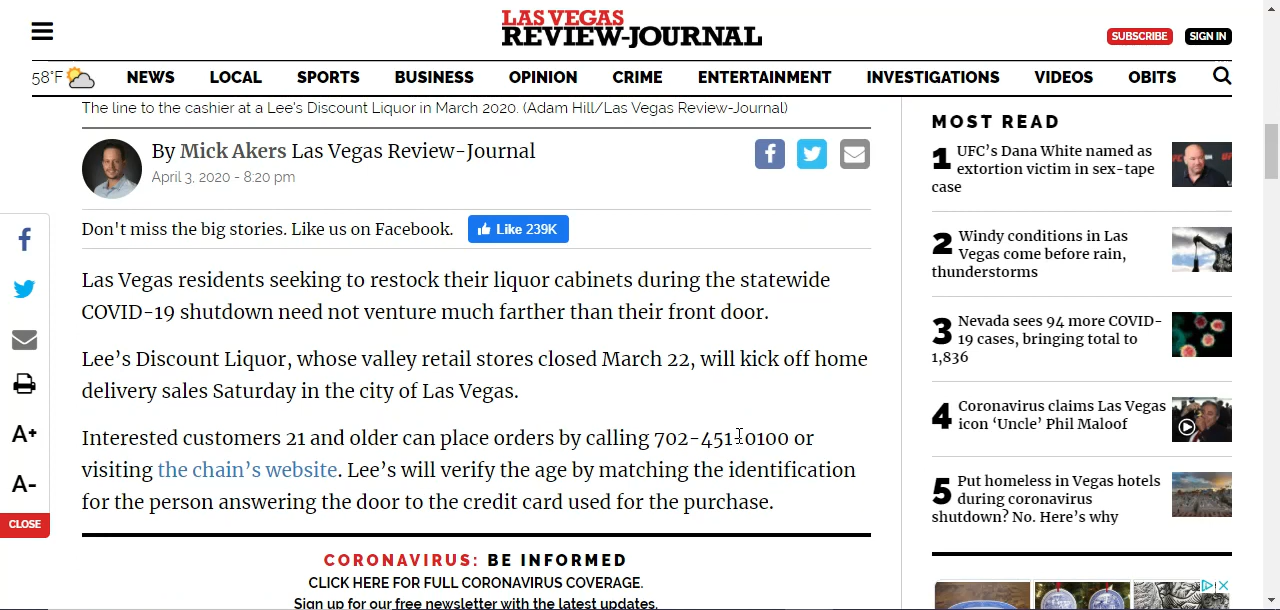 LAS VEGAS
REVIEW-JOURNAL
SUBSCRIBE
SIGN IN
58°F
NEWS
LOCAL
SPORTS
BUSINESS
OPINION
CRIME
ENTERTAINMENT
INVESTIGATIONS
VIDEOS
OBITS
The line to the cashier at a Lee's Discount Liquor in March 2020. (Adam Hill/Las Vegas Review-Journal)
By Mick Akers Las Vegas Review-Journal
April 3, 2020 - 8:20 pm
Don't miss the big stories. Like us on Facebook.
Like 239K
Las Vegas residents seeking to restock their liquor cabinets during the statewide
COVID-19 shutdown need not venture much farther than their front door.
Lee’s Discount Liquor, whose valley retail stores closed March 22, will kick off home
delivery sales Saturday in the city of Las Vegas.
Interested customers 21 and older can place orders by calling 702-451-0100 or
visiting the chain’s website. Lee’s will verify the age by matching the identification
for the person answering the door to the credit card used for the purchase.
CORONAVIRUS: BE INFORMED
CLICK HERE FOR FULL CORONAVIRUS COVERAGE.
Sign up for our free newsletter with the latest updates.
A+
A-
CLOSE
MOST READ
1 UFC’s Dana White named as
extortion victim in sex-tape
case
2 Windy conditions in Las
Vegas come before rain,
thunderstorms
3 Nevada sees 94 more COVID-
19 cases, bringing total to
1,836
4 Coronavirus claims Las Vegas
icon ‘Uncle’ Phil Maloof
5 Put homeless in Vegas hotels
during coronavirus
shutdown? No. Here’s why